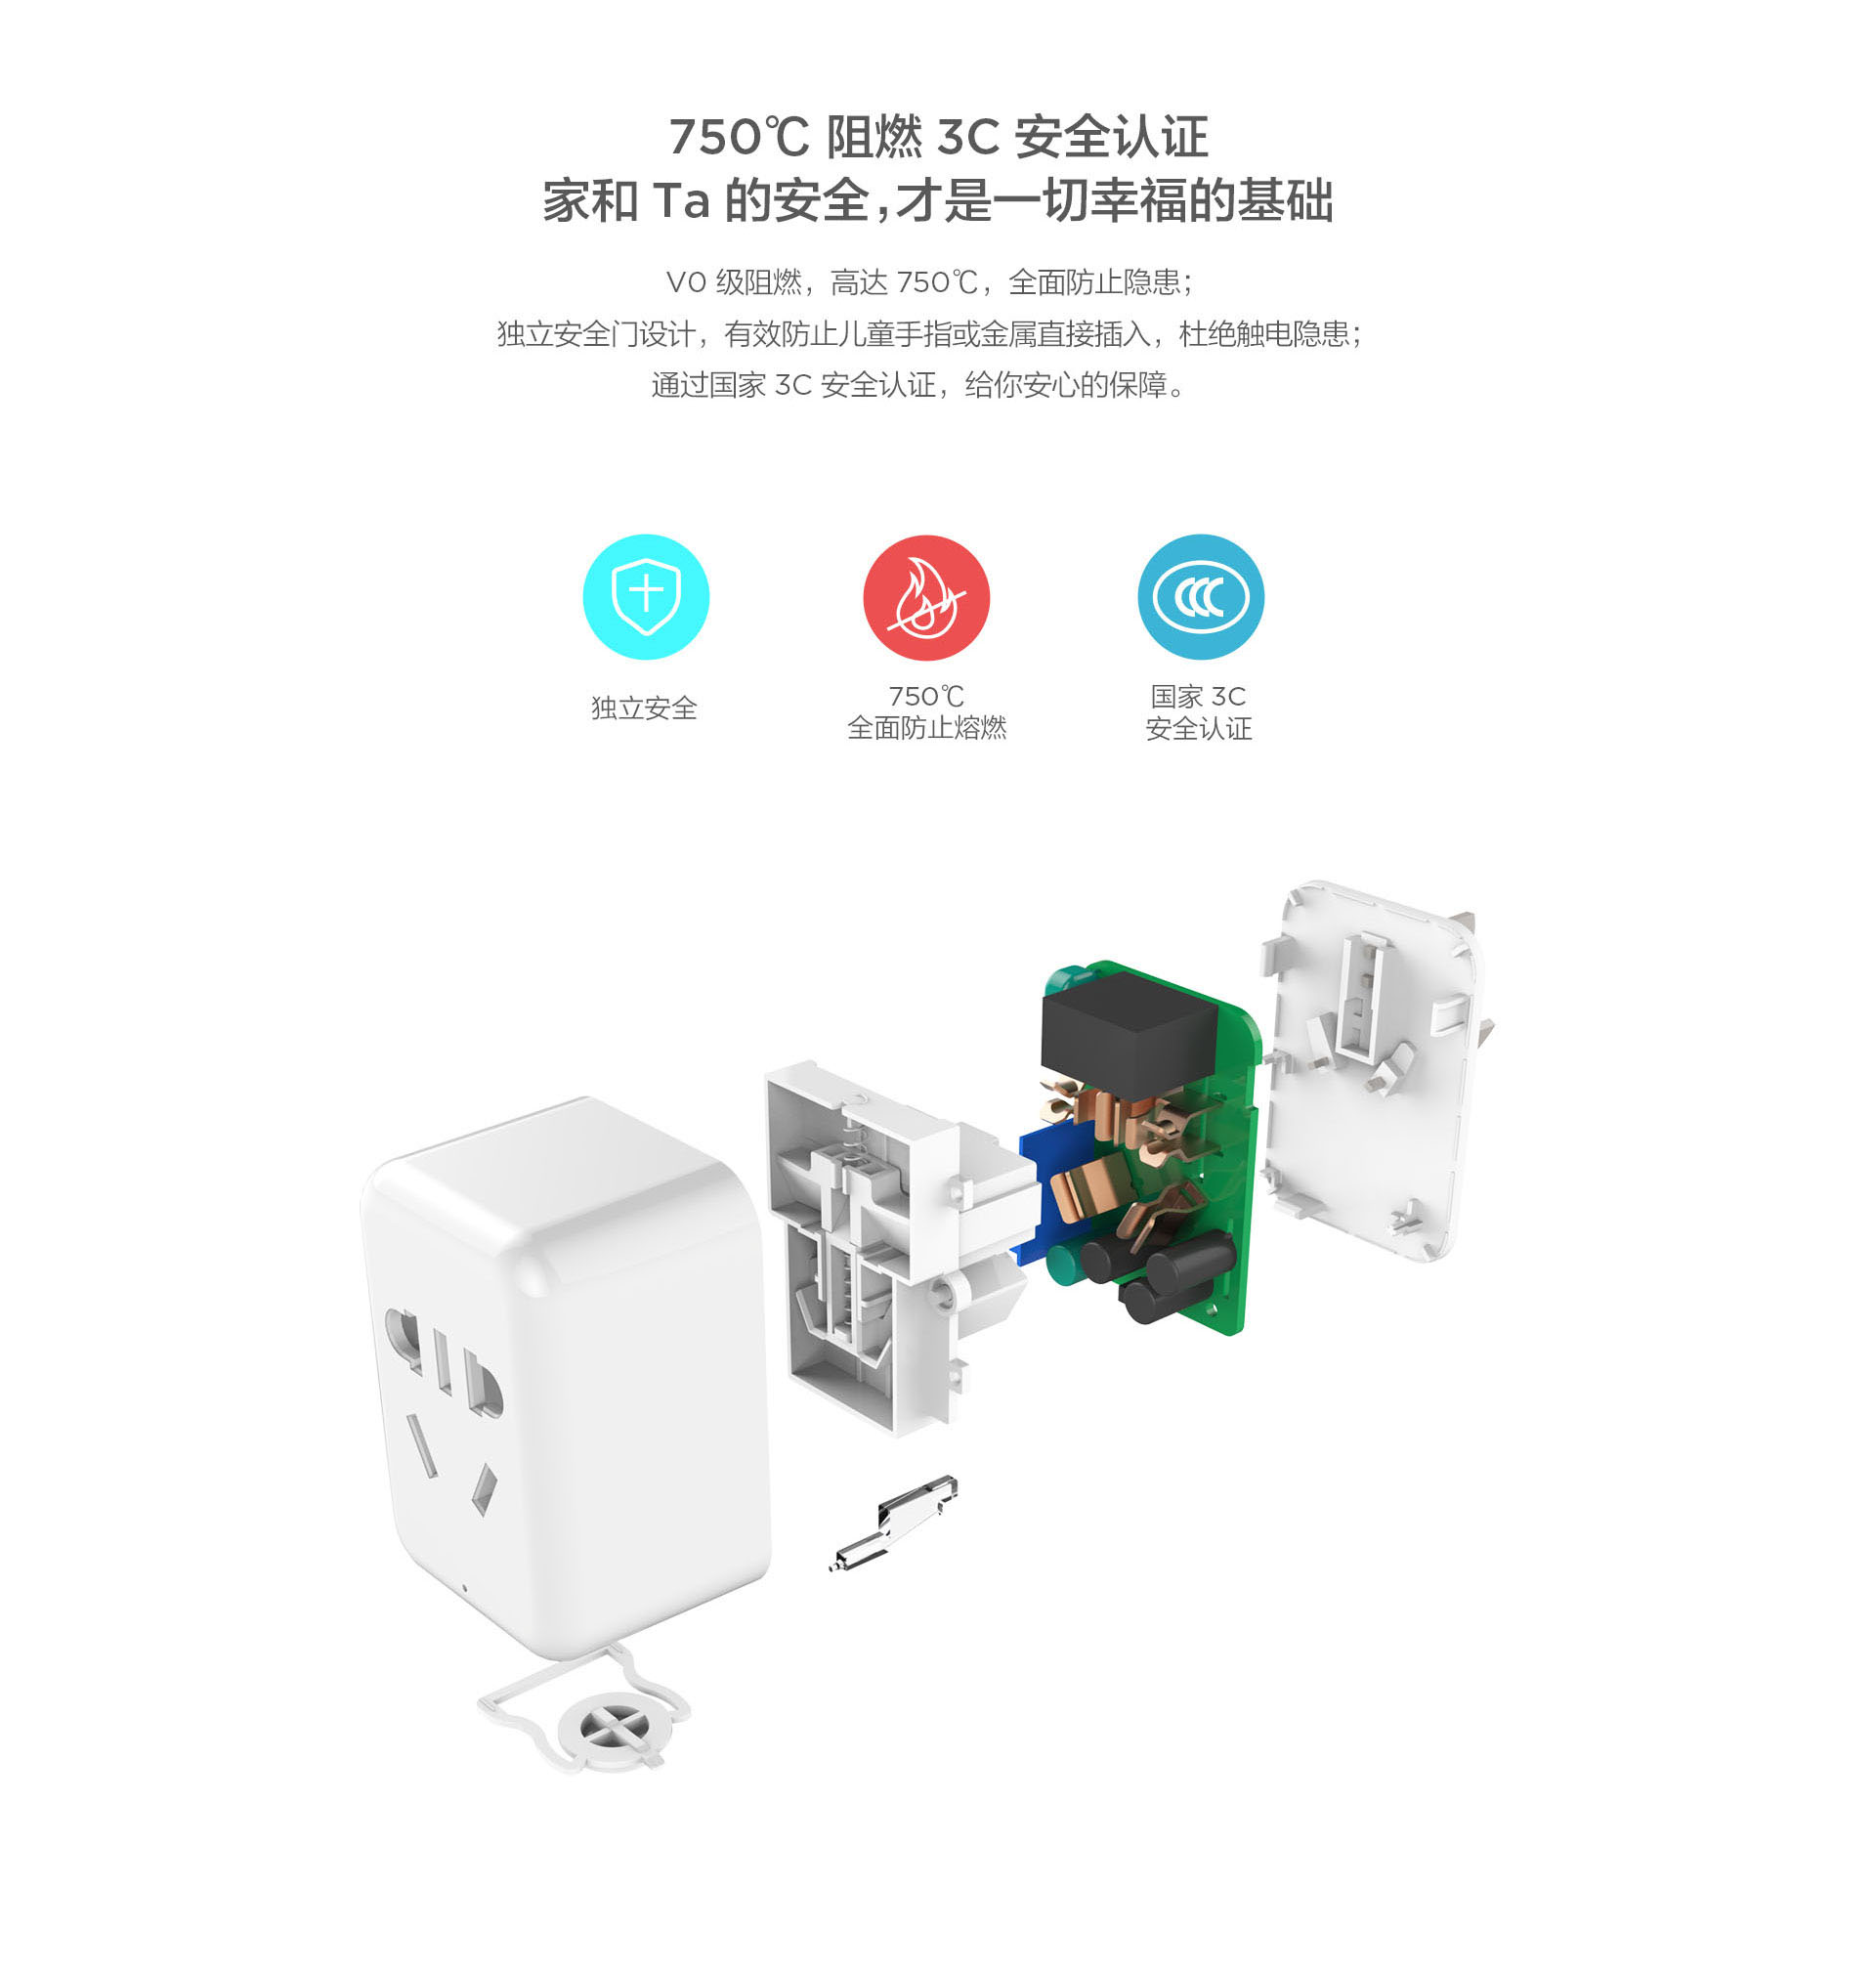 750℃ 阻燃 3C 安全认证
家和 Ta 的安全,才是一切幸福的基础
V0 级阻燃，高达 750℃，全面防止隐患；
独立安全门设计，有效防止儿童手指或金属直接插入，杜绝触电隐患；
通过国家 3C 安全认证，给你安心的保障。
独立安全
750℃
全面防止熔燃
国家 3C
安全认证